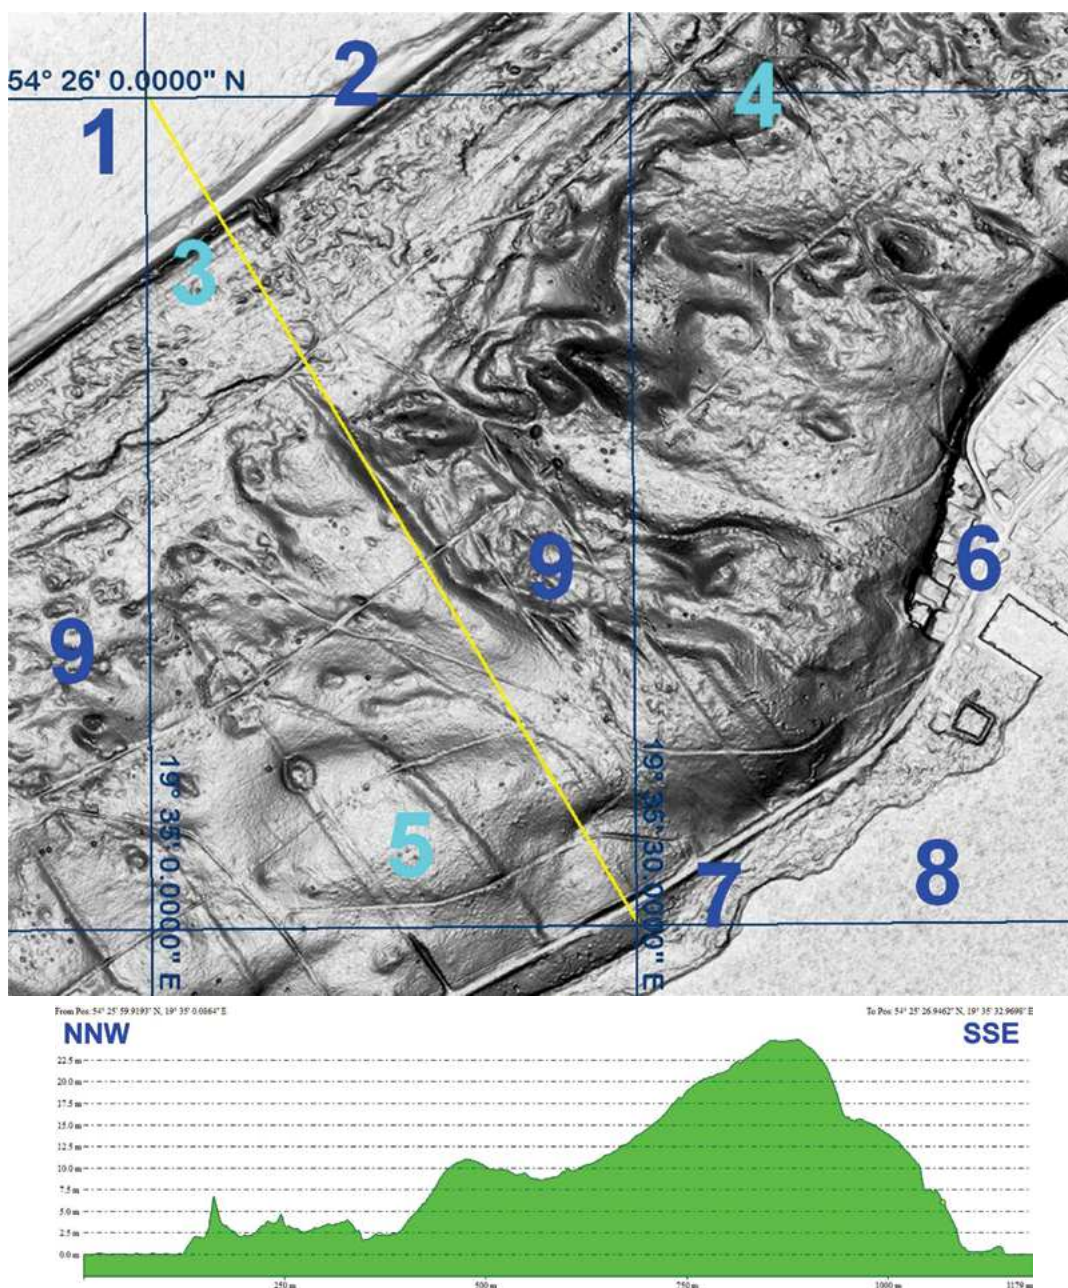 2
54° 26' 0.0000" N
4
1
3
9
6
9
19° 35' 0.0000" E
19° 35' 30.0000" E
5
7
8
From Pos: 54° 25' 59.9193" N, 19° 35' 0.0864" E
To Pos: 54° 25' 26.9462" N, 19° 35' 32.9698" E
NNW
SSE
22.5 m
20.0 m
17.5 m
15.0 m
12.5 m
10.0 m
7.5 m
5.0 m
2.5 m
0.0 m
250 m
500 m
750 m
1000 m
1179 m